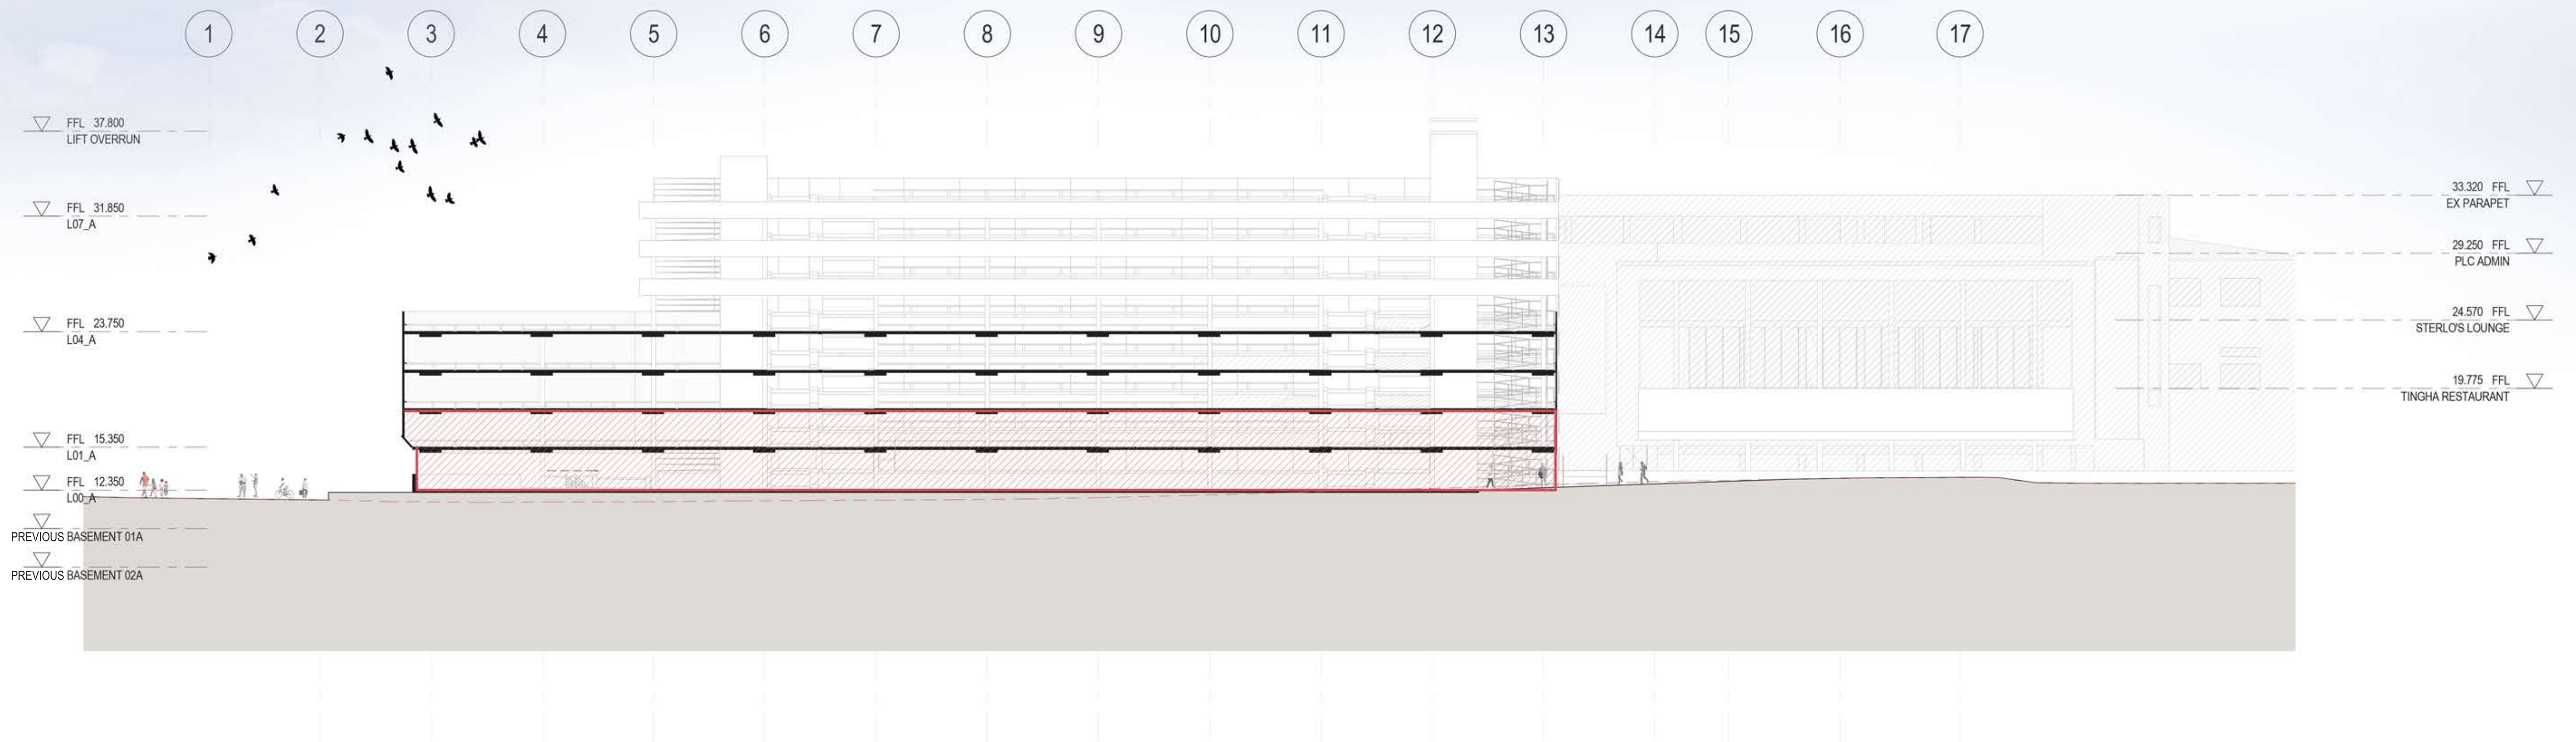 1 2 3 4 5 6 7 8 9 10 11 12 13 14 15 16 17
FFL 37.800
LIFT OVERRUN
FFL 31.850
L07_A
FFL 23.750
L04_A
FFL 15.350
L01_A
FFL 12.350
L00_A
PREVIOUS BASEMENT 01A
PREVIOUS BASEMENT 02A
33.320 FFL
EX PARAPET
29.250 FFL
PLC ADMIN
24.570 FFL
STERLO'S LOUNGE
19.775 FFL
TINGHA RESTAURANT